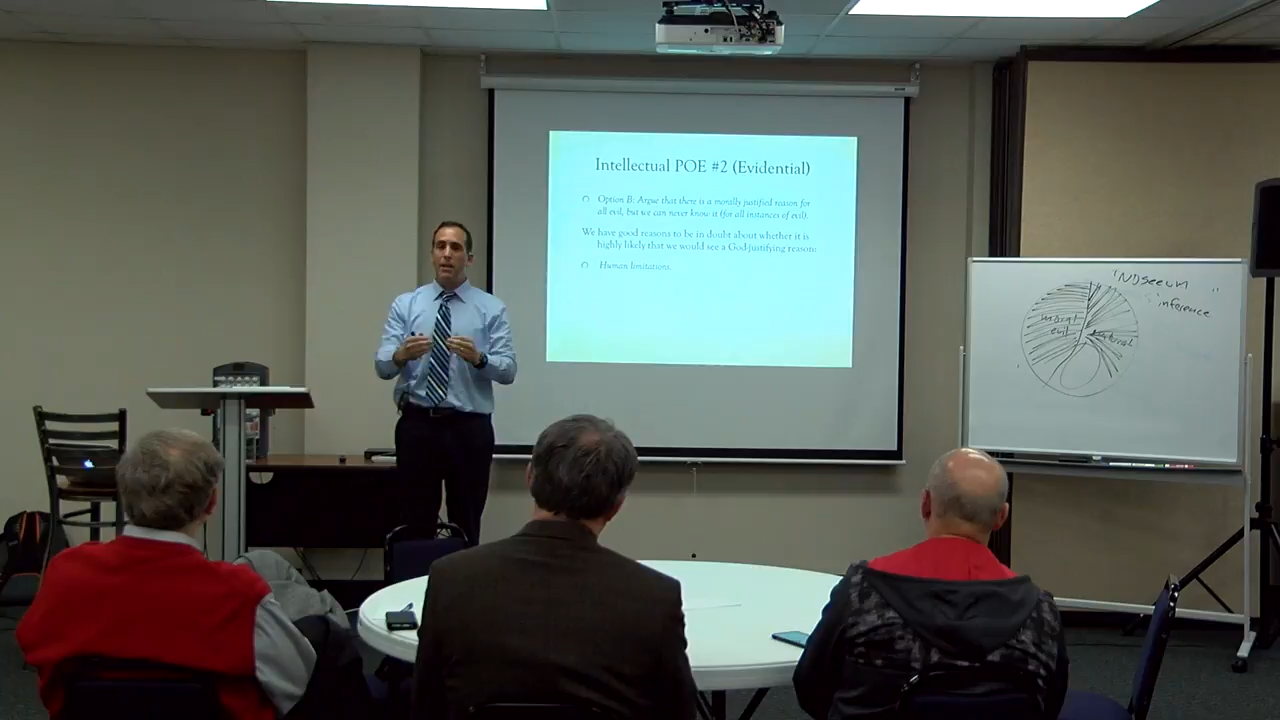 Intellectual POE #2 (Evidential)
Option B: Argue that there is a morally justified reason for
all evil, but we can never know it (for all instances of evil).
We have good reasons to be in doubt about whether it is
highly likely that we would see a God-justifying reason:
Human limitations.
"Noseeum"
inference
moral
evil
natural